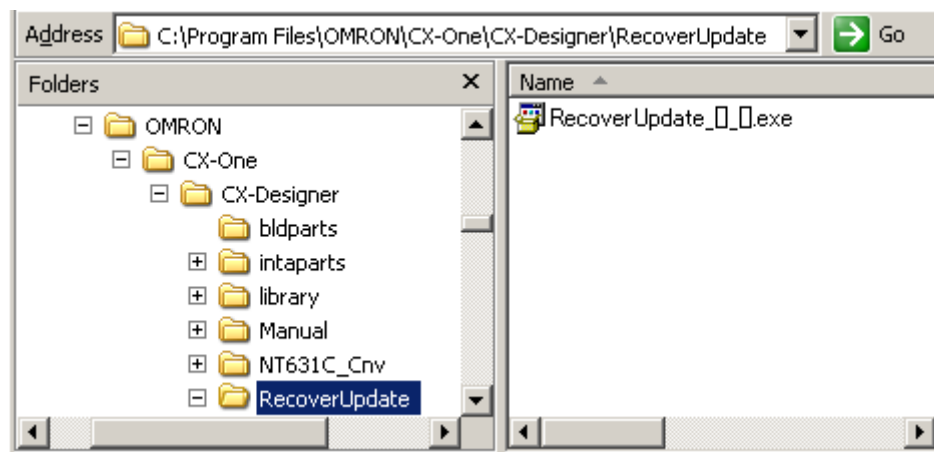 Address C:\Program Files\OMRON\CX-One\CX-Designer\RecoverUpdate Go
Folders
OMRON
CX-One
CX-Designer
bldparts
intaparts
library
Manual
NT631C_Cnv
RecoverUpdate
Name
RecoverUpdate_▯_▯.exe